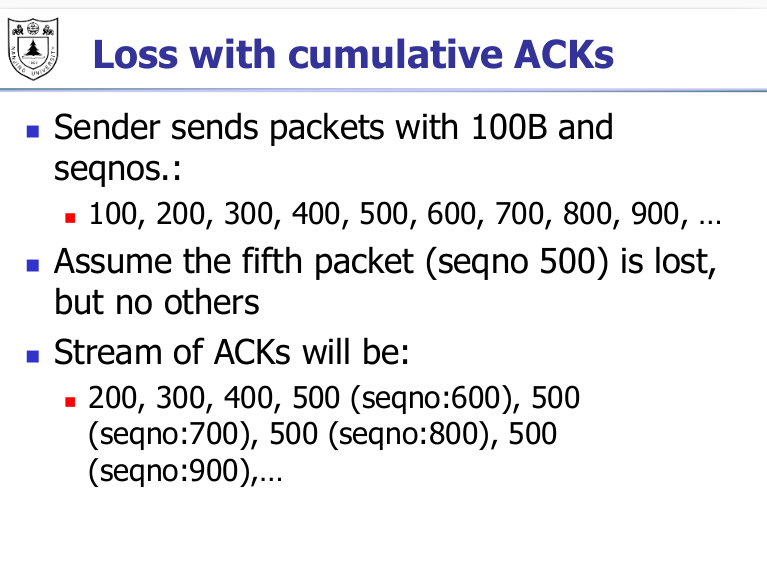 Loss with cumulative ACKs
Sender sends packets with 100B and
seqnos.:
100, 200, 300, 400, 500, 600, 700, 800, 900, …
Assume the fifth packet (seqno 500) is lost,
but no others
Stream of ACKs will be:
200, 300, 400, 500 (seqno:600), 500
(seqno:700), 500 (seqno:800), 500
(seqno:900),…